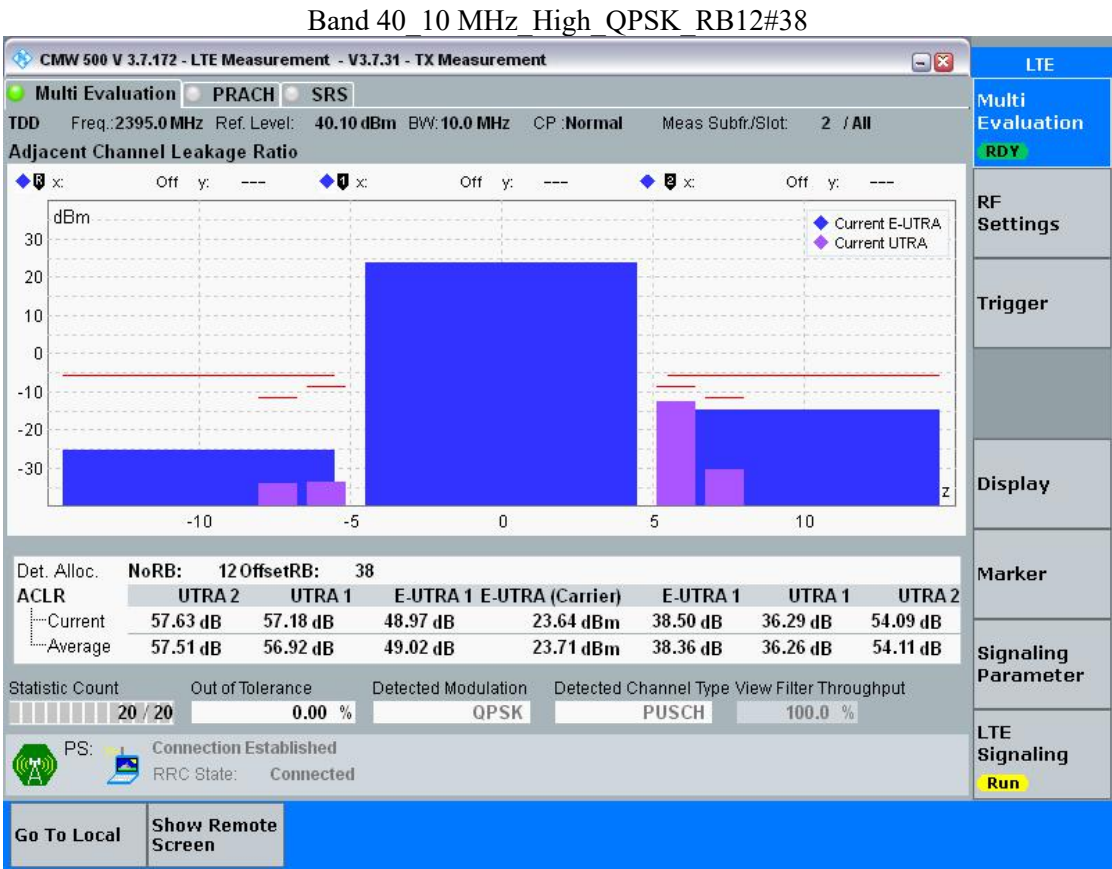 Band 40_10 MHz_High_QPSK_RB12#38
CMW 500 V 3.7.172 - LTE Measurement - V3.7.31 - TX Measurement
LTE
Multi Evaluation PRACH SRS
Multi Evaluation
RDY
TDD Freq.:2395.0 MHz Ref. Level: 40.10 dBm BW: 10.0 MHz CP :Normal Meas Subfr./Slot: 2 / All
Adjacent Channel Leakage Ratio
R x: Off y: --- 1 x: Off y: --- 2 x: Off y: ---
dBm
Current E-UTRA
Current UTRA
30
20
10
0
-10
-20
-30
z
-10 -5 0 5 10
RF Settings
Trigger
Display
Marker
Signaling Parameter
LTE Signaling
Run
Det. Alloc. NoRB: 12 OffsetRB: 38
ACLR UTRA 2 UTRA 1 E-UTRA 1 E-UTRA (Carrier) E-UTRA 1 UTRA 1 UTRA 2
Current 57.63 dB 57.18 dB 48.97 dB 23.64 dBm 38.50 dB 36.29 dB 54.09 dB
Average 57.51 dB 56.92 dB 49.02 dB 23.71 dBm 38.36 dB 36.26 dB 54.11 dB
Statistic Count Out of Tolerance Detected Modulation Detected Channel Type View Filter Throughput
20 / 20 0.00 % QPSK PUSCH 100.0 %
PS: Connection Established
RRC State: Connected
Go To Local
Show Remote Screen